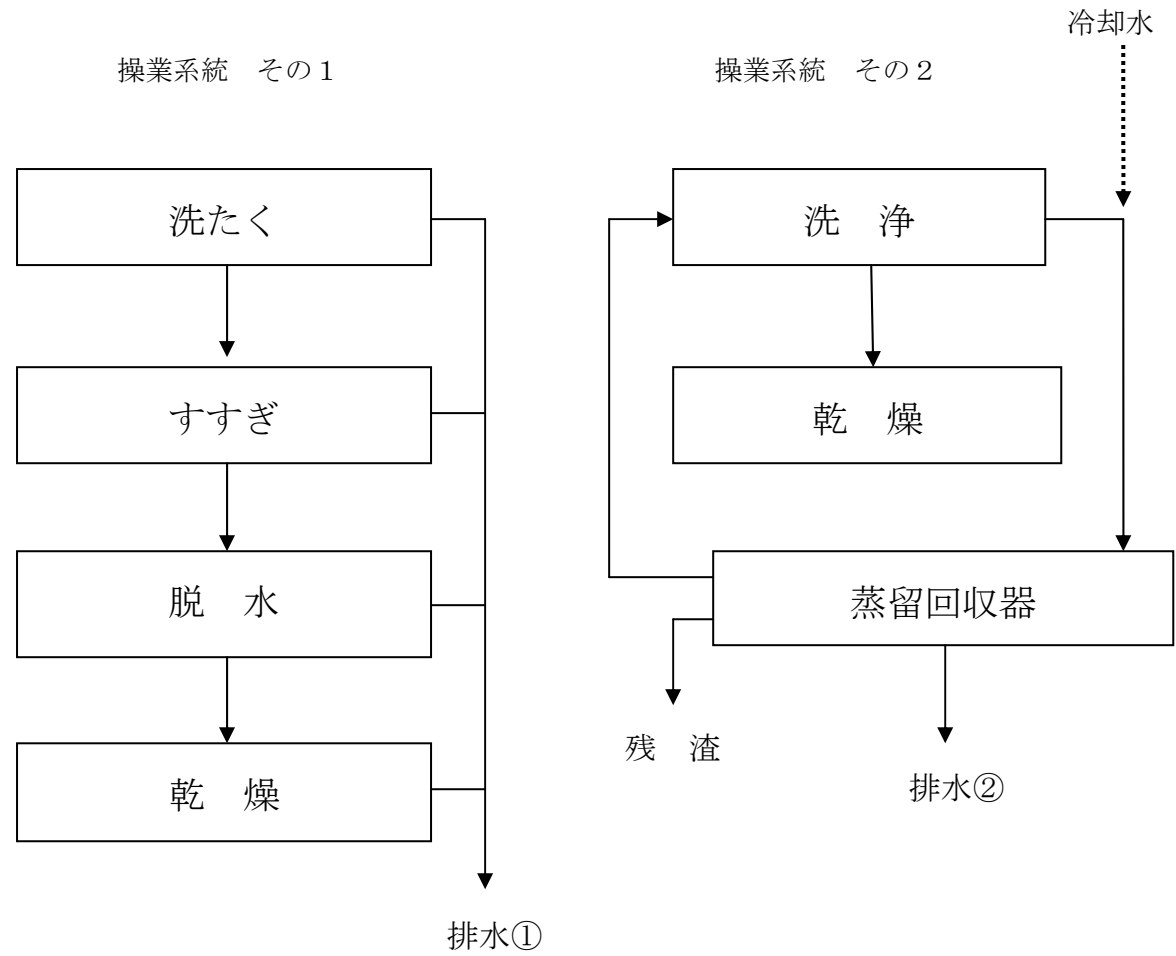 冷却水
操業系統　その１
操業系統　その２
洗たく
すすぎ
脱　水
乾　燥
排水①
洗　浄
乾　燥
蒸留回収器
残　渣
排水②